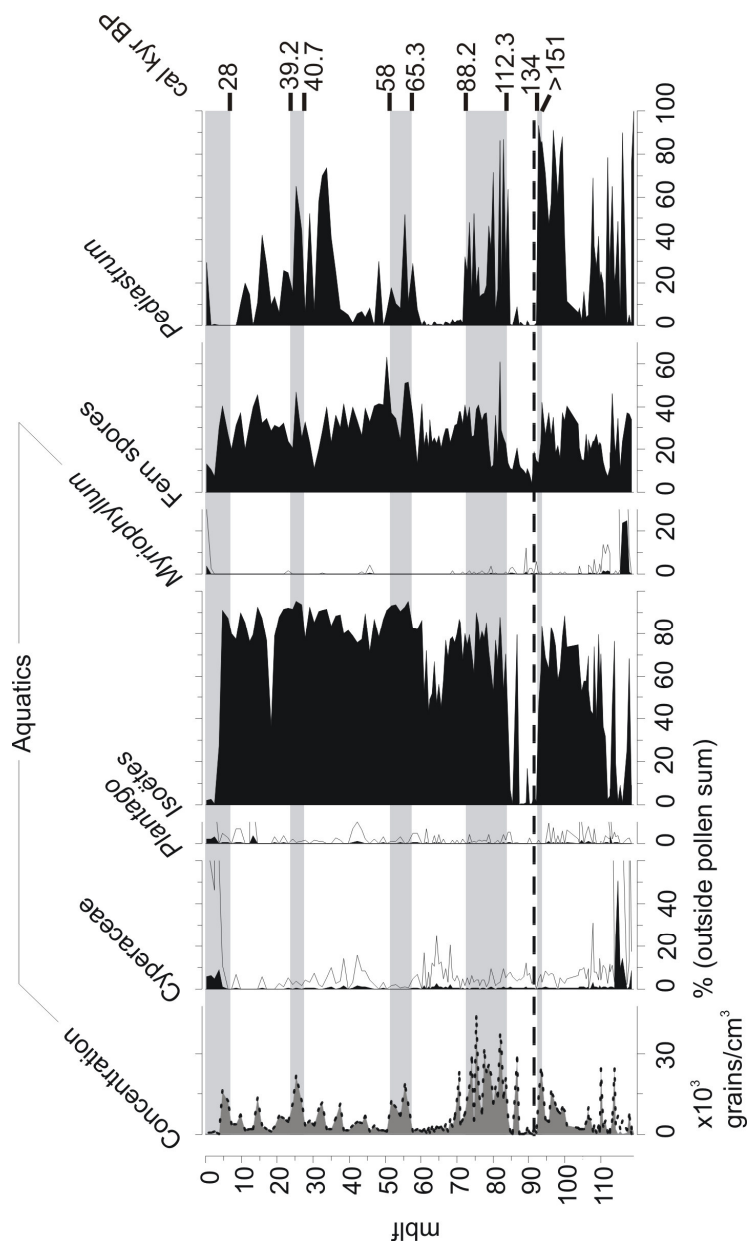 Aquatics
Concentration
Cyperaceae
Plantago
Isoëtes
Myriophyllum
Fern spores
Pediastrum
cal kyr BP
28
39.2
40.7
58
65.3
88.2
112.3
134
>151
mblf
0
10
20
30
40
50
60
70
80
90
100
110
0 30
x10³
grains/cm³
0 20 40
0
0 20 40 60 80
0 20
0 20 40 60
0 20 40 60 80 100
% (outside pollen sum)